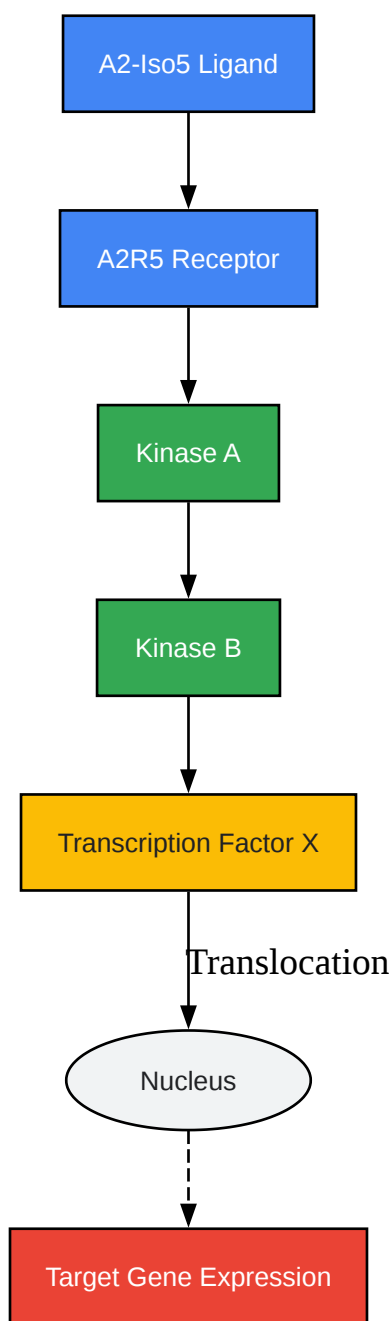 A2-Iso5 Ligand
A2R5 Receptor
Kinase A
Kinase B
Transcription Factor X
Translocation
Nucleus
Target Gene Expression